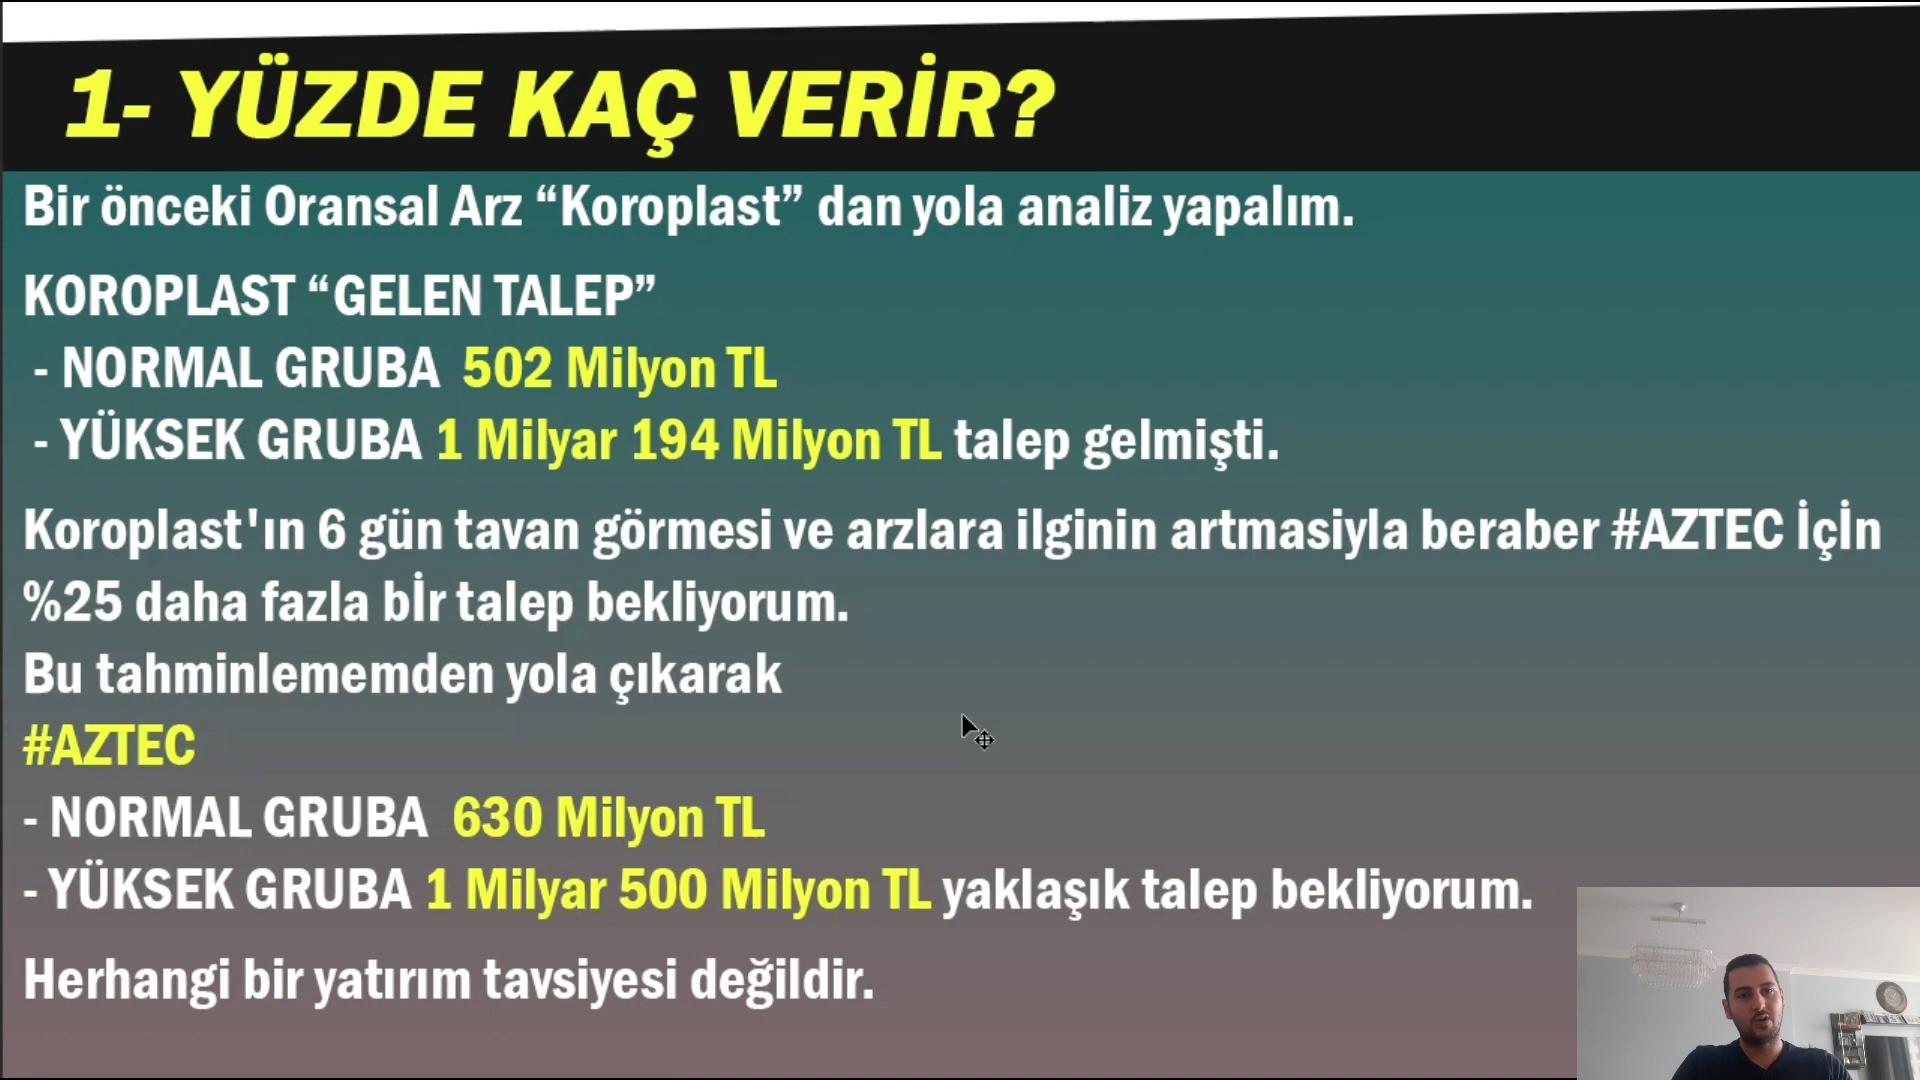 1- YÜZDE KAÇ VERİR?
Bir önceki Oransal Arz “Koroplast” dan yola analiz yapalım.
KOROPLAST “GELEN TALEP”
- NORMAL GRUBA 502 Milyon TL
- YÜKSEK GRUBA 1 Milyar 194 Milyon TL talep gelmişti.
Koroplast'ın 6 gün tavan görmesi ve arzlara ilginin artmasiyla beraber #AZTEC İçİn
%25 daha fazla bİr talep bekliyorum.
Bu tahminlememden yola çıkarak
#AZTEC
- NORMAL GRUBA 630 Milyon TL
- YÜKSEK GRUBA 1 Milyar 500 Milyon TL yaklaşık talep bekliyorum.
Herhangi bir yatırım tavsiyesi değildir.